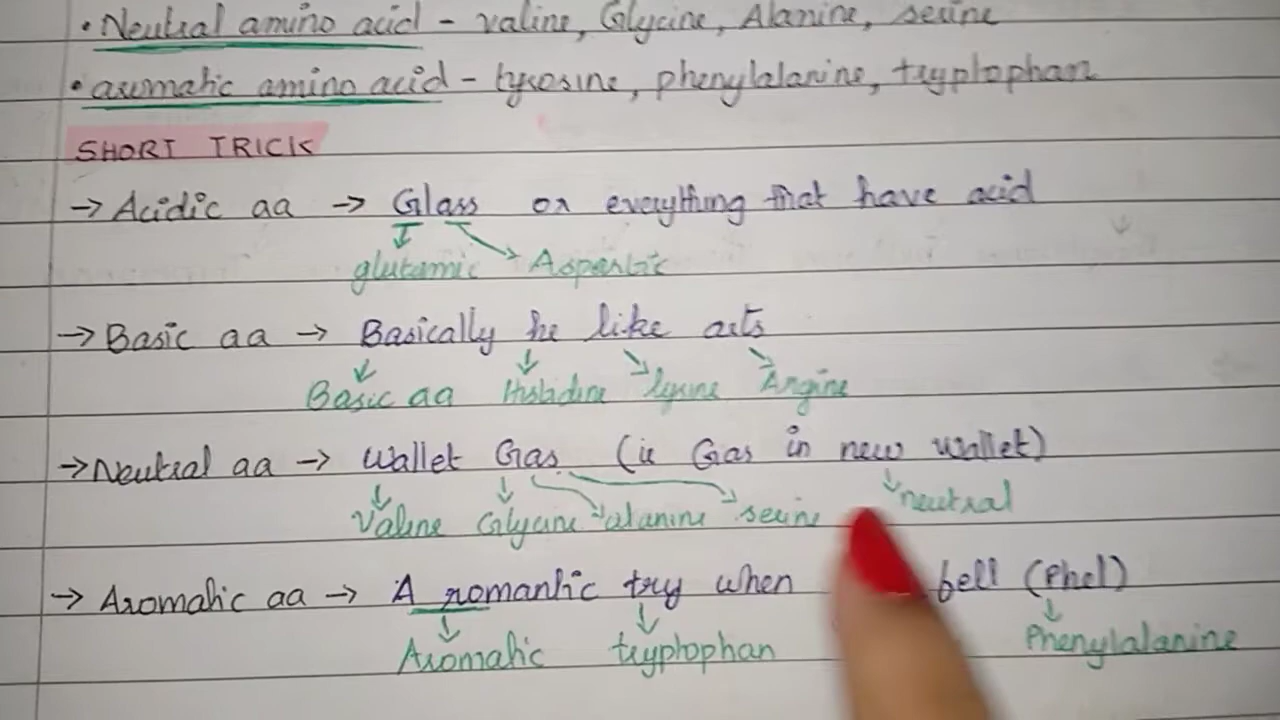 • Neutral amino acid - valine, Glycine, Alanine, serine
• aromatic amino acid - tyrosine, phenylalanine, tryptophan
SHORT TRICK
→ Acidic aa → Glass or everything that have acid
glutamic Aspartic
→ Basic aa → Basically he like arts
Basic aa Histidine lysine Argine
→ Neutral aa → Wallet Gas (ie Gas in new wallet)
Valine Glycine alanine serine neutral
→ Aromatic aa → A romantic try when bell (Phel)
Aromatic tryptophan Phenylalanine